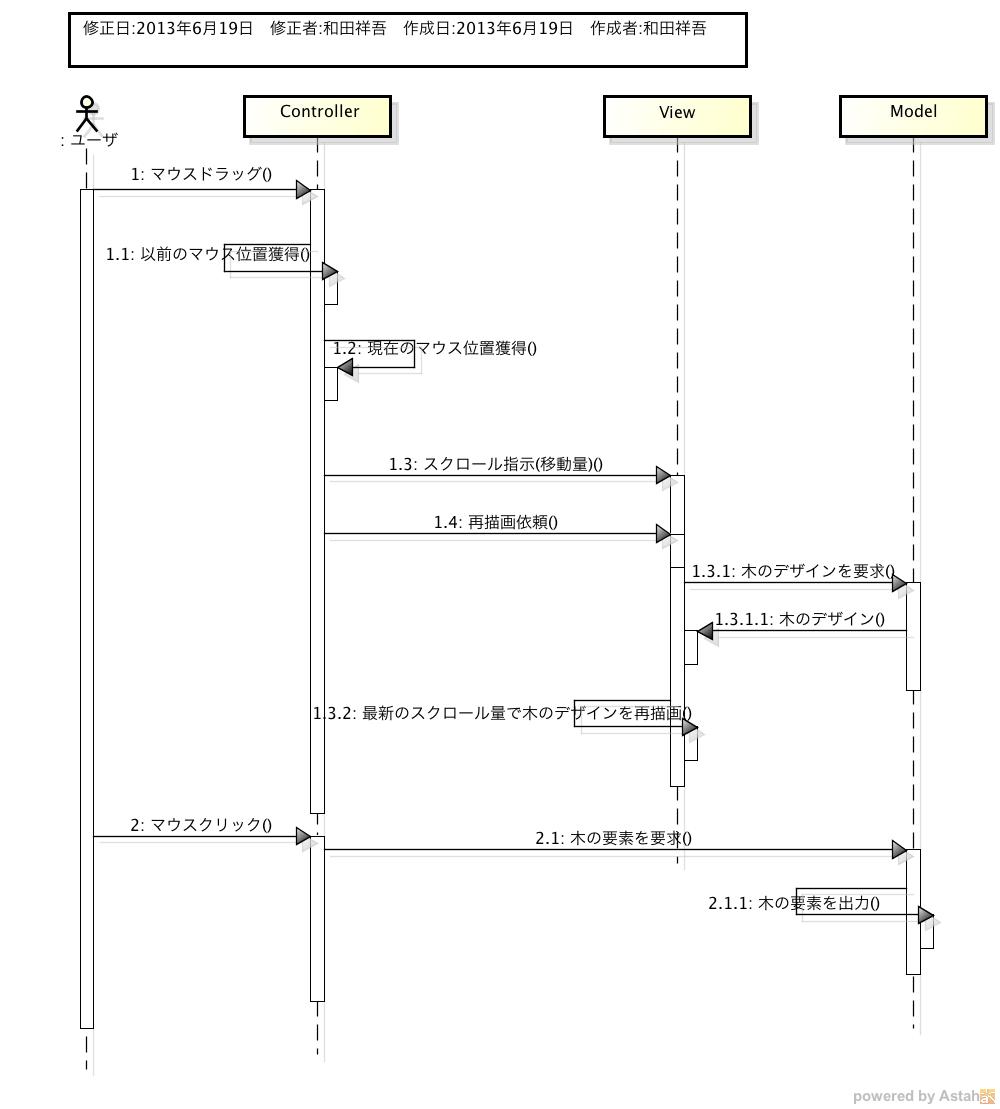 修正日:2013年6月19日　修正者:和田祥吾　作成日:2013年6月19日　作成者:和田祥吾
: ユーザ
Controller
View
Model
1: マウスドラッグ()
1.1: 以前のマウス位置獲得()
1.2: 現在のマウス位置獲得()
1.3: スクロール指示(移動量)()
1.4: 再描画依頼()
1.3.1: 木のデザインを要求()
1.3.1.1: 木のデザイン()
1.3.2: 最新のスクロール量で木のデザインを再描画()
2: マウスクリック()
2.1: 木の要素を要求()
2.1.1: 木の要素を出力()
powered by Astah